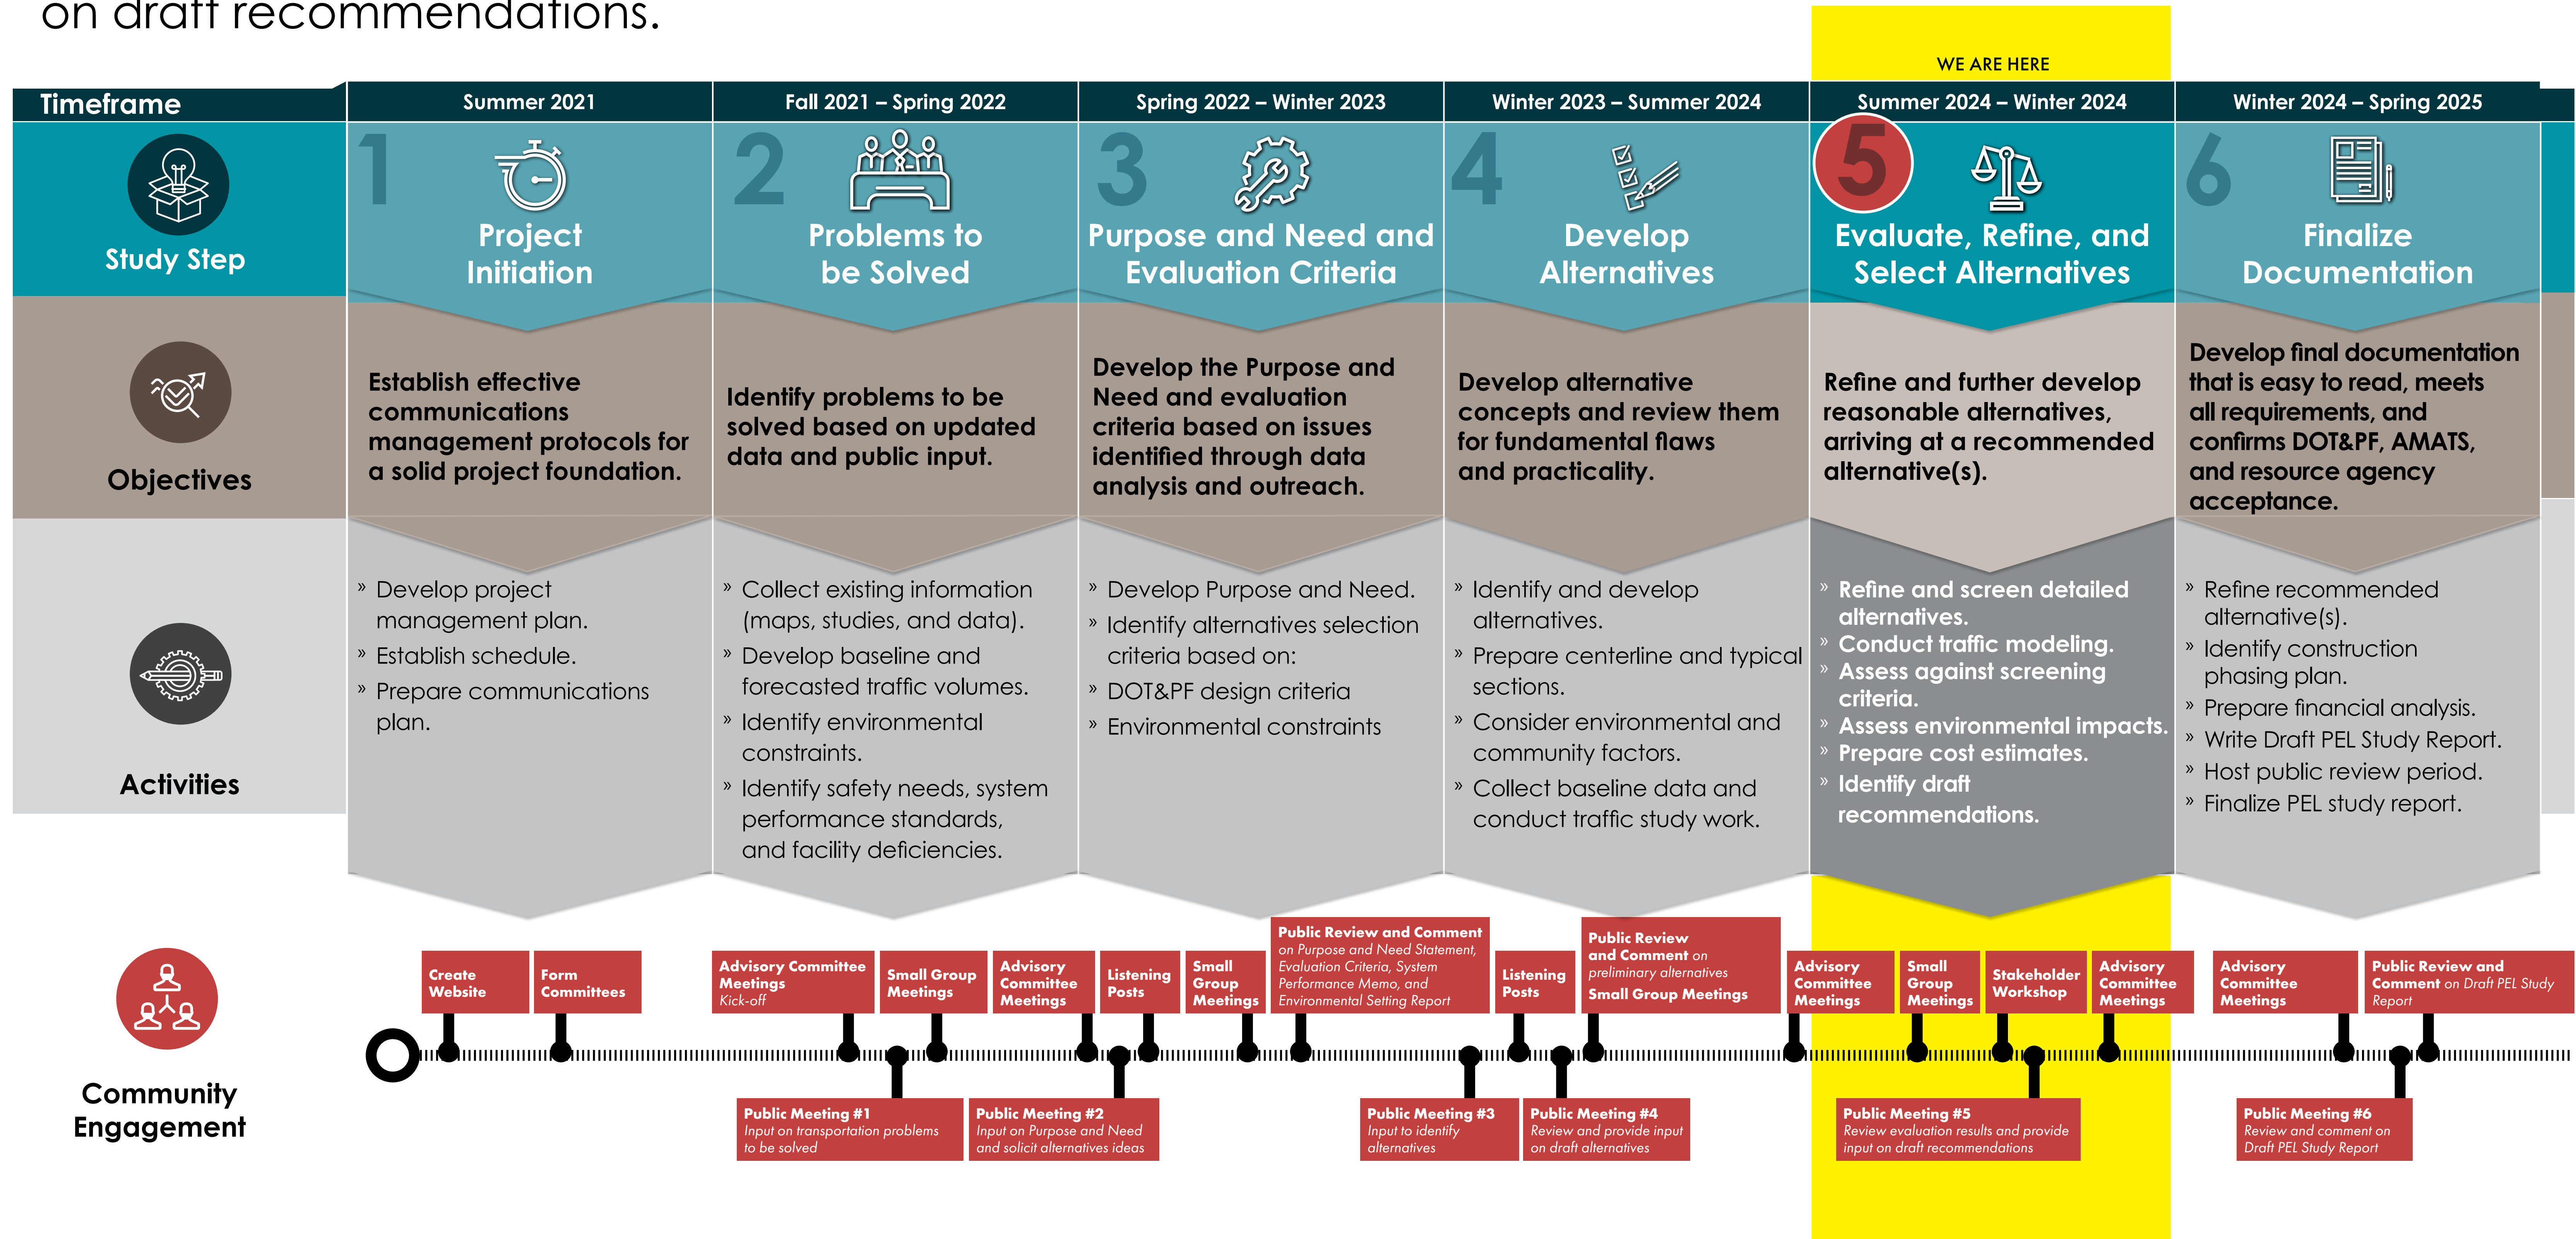 on draft recommendations.
WE ARE HERE
Timeframe
Summer 2021
Fall 2021 – Spring 2022
Spring 2022 – Winter 2023
Winter 2023 – Summer 2024
Summer 2024 – Winter 2024
Winter 2024 – Spring 2025
Study Step
1
Project
Initiation
2
Problems to
be Solved
3
Purpose and Need and
Evaluation Criteria
4
Develop
Alternatives
5
Evaluate, Refine, and
Select Alternatives
6
Finalize
Documentation
Objectives
Establish effective
communications
management protocols for
a solid project foundation.
Identify problems to be
solved based on updated
data and public input.
Develop the Purpose and
Need and evaluation
criteria based on issues
identified through data
analysis and outreach.
Develop alternative
concepts and review them
for fundamental flaws
and practicality.
Refine and further develop
reasonable alternatives,
arriving at a recommended
alternative(s).
Develop final documentation
that is easy to read, meets
all requirements, and
confirms DOT&PF, AMATS,
and resource agency
acceptance.
Activities
» Develop project
management plan.
» Establish schedule.
» Prepare communications
plan.
» Collect existing information
(maps, studies, and data).
» Develop baseline and
forecasted traffic volumes.
» Identify environmental
constraints.
» Identify safety needs, system
performance standards,
and facility deficiencies.
» Develop Purpose and Need.
» Identify alternatives selection
criteria based on:
» DOT&PF design criteria
» Environmental constraints
» Identify and develop
alternatives.
» Prepare centerline and typical
sections.
» Consider environmental and
community factors.
» Collect baseline data and
conduct traffic study work.
» Refine and screen detailed
alternatives.
» Conduct traffic modeling.
» Assess against screening
criteria.
» Assess environmental impacts.
» Prepare cost estimates.
» Identify draft
recommendations.
» Refine recommended
alternative(s).
» Identify construction
phasing plan.
» Prepare financial analysis.
» Write Draft PEL Study Report.
» Host public review period.
» Finalize PEL study report.
Community
Engagement
Create
Website
Form
Committees
Advisory Committee
Meetings
Kick-off
Small Group
Meetings
Advisory
Committee
Meetings
Listening
Posts
Small
Group
Meetings
Public Review and Comment
on Purpose and Need Statement,
Evaluation Criteria, System
Performance Memo, and
Environmental Setting Report
Listening
Posts
Public Review
and Comment on
preliminary alternatives
Small Group Meetings
Advisory
Committee
Meetings
Small
Group
Meetings
Stakeholder
Workshop
Advisory
Committee
Meetings
Advisory
Committee
Meetings
Public Review and
Comment on Draft PEL Study
Report
Public Meeting #1
Input on transportation problems
to be solved
Public Meeting #2
Input on Purpose and Need
and solicit alternatives ideas
Public Meeting #3
Input to identify
alternatives
Public Meeting #4
Review and provide input
on draft alternatives
Public Meeting #5
Review evaluation results and provide
input on draft recommendations
Public Meeting #6
Review and comment on
Draft PEL Study Report